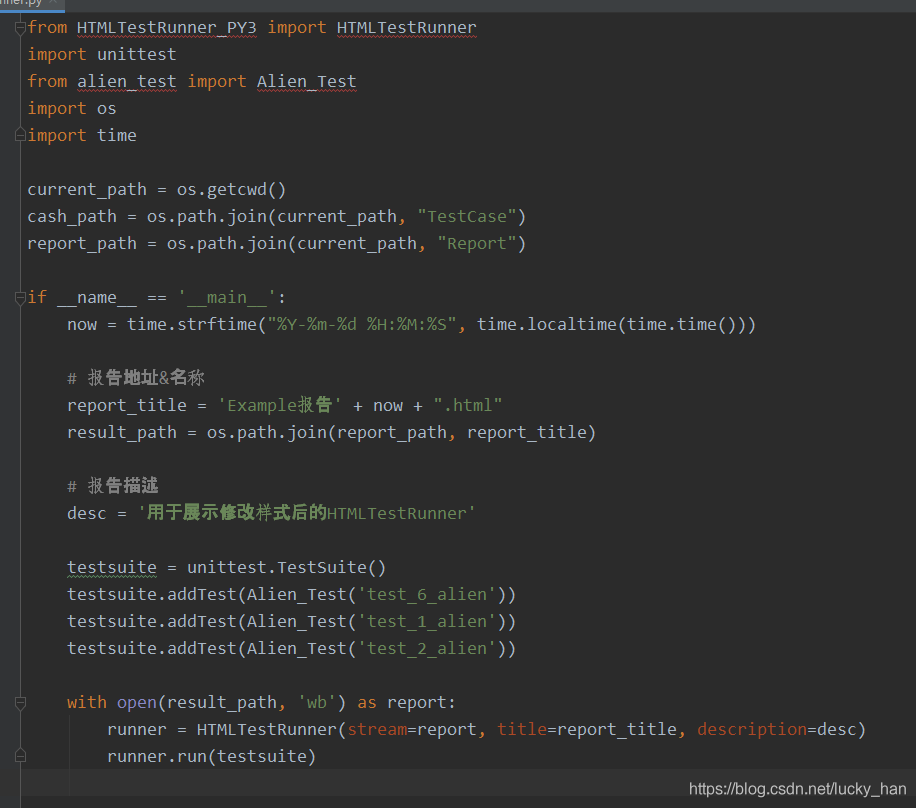 nner.py
from HTMLTestRunner_PY3 import HTMLTestRunner
import unittest
from alien_test import Alien_Test
import os
import time
current_path = os.getcwd()
cash_path = os.path.join(current_path, "TestCase")
report_path = os.path.join(current_path, "Report")
if __name__ == '__main__':
    now = time.strftime("%Y-%m-%d %H:%M:%S", time.localtime(time.time()))
    # 报告地址&名称
    report_title = 'Example报告' + now + ".html"
    result_path = os.path.join(report_path, report_title)
    # 报告描述
    desc = '用于展示修改样式后的HTMLTestRunner'
    testsuite = unittest.TestSuite()
    testsuite.addTest(Alien_Test('test_6_alien'))
    testsuite.addTest(Alien_Test('test_1_alien'))
    testsuite.addTest(Alien_Test('test_2_alien'))
    with open(result_path, 'wb') as report:
        runner = HTMLTestRunner(stream=report, title=report_title, description=desc)
        runner.run(testsuite)
https://blog.csdn.net/lucky_han